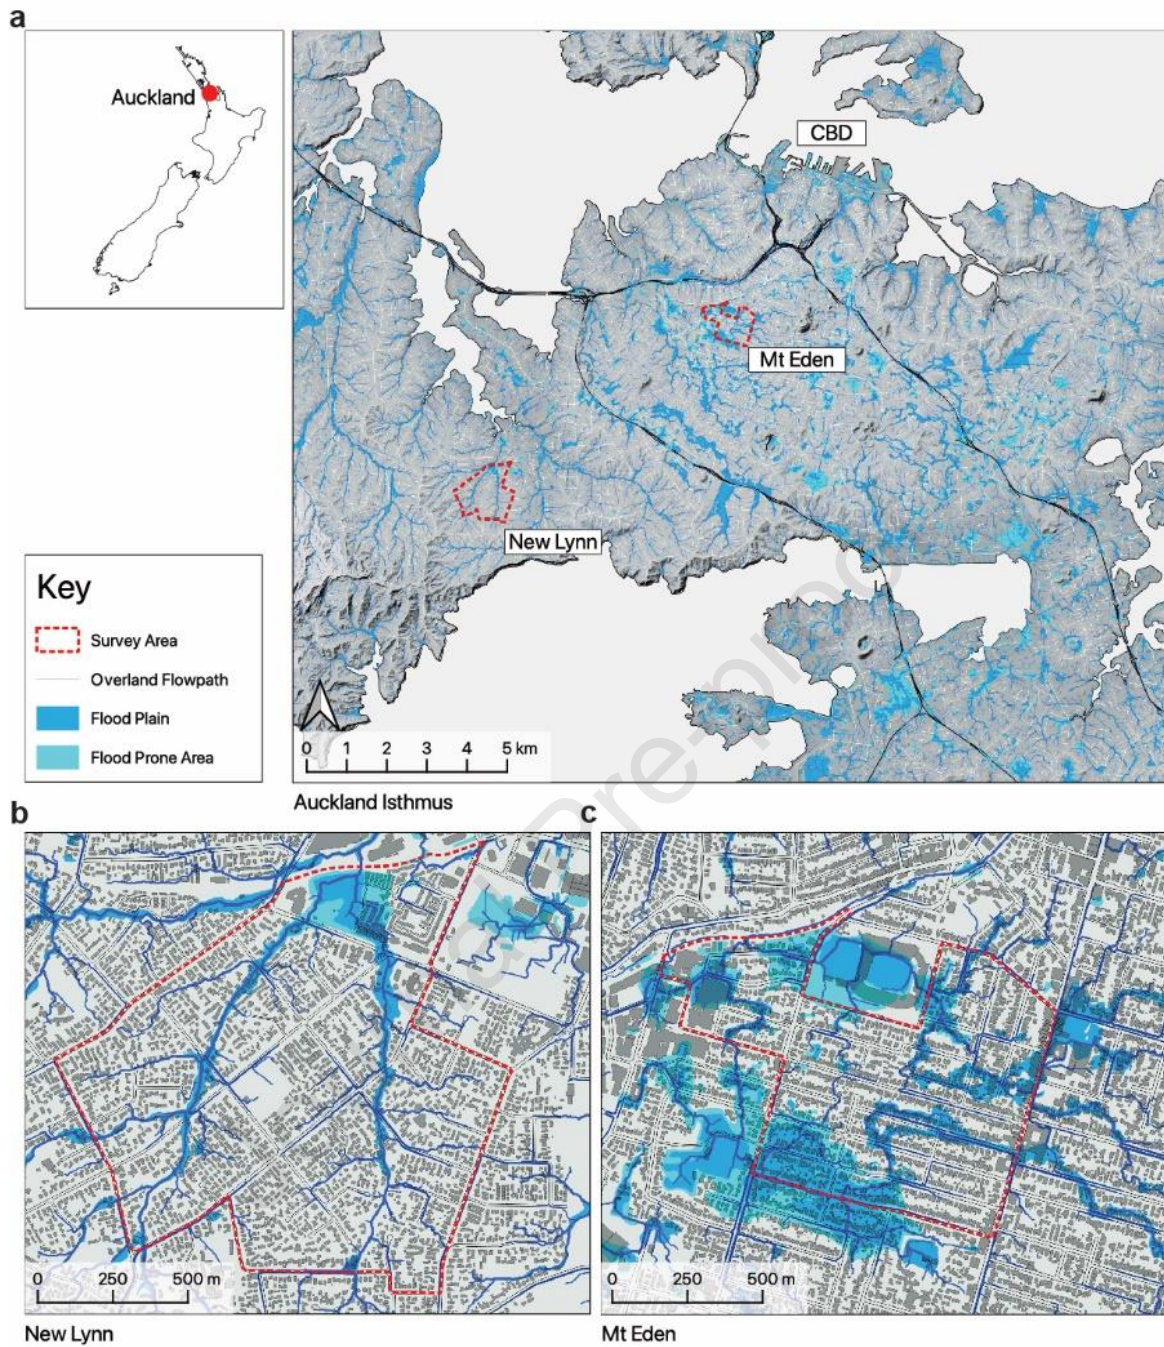 a
Auckland
CBD
Mt Eden
New Lynn
Key
Survey Area
Overland Flowpath
Flood Plain
Flood Prone Area
0 1 2 3 4 5 km
Auckland Isthmus
b
c
0 250 500 m
New Lynn
0 250 500 m
Mt Eden